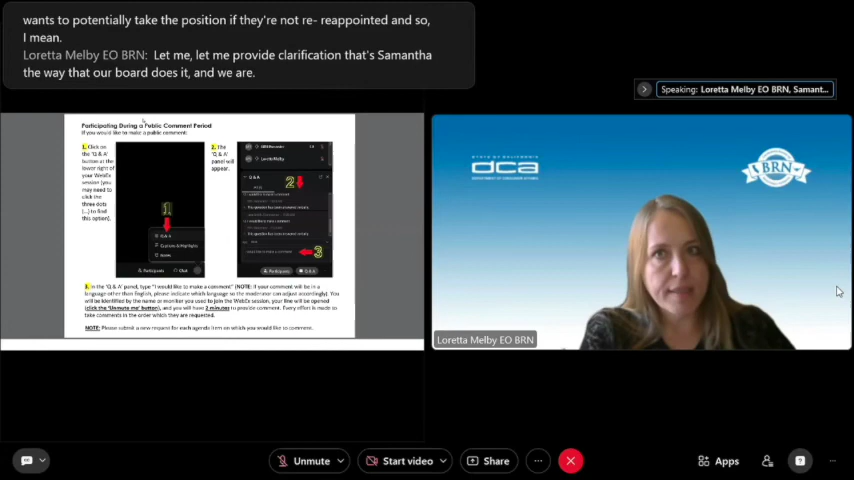 wants to potentially take the position if they're not re- reappointed and so,
I mean.
Loretta Melby EO BRN: Let me, let me provide clarification that's Samantha
the way that our board does it, and we are.
Speaking: Loretta Melby EO BRN, Samant...
Participating During a Public Comment Period
If you would like to make a public comment:
1. Click on
the 'Q & A'
button at the
lower right of
your WebEx
session (you
may need to
click the
three dots
(...) to find
this option).
1
Q & A
Participants
Chat
2. The
'Q & A'
panel will
appear.
Loretta Melby
Q & A
2
3
Participants
Q & A
3. In the 'Q & A' panel, type "I would like to make a comment" (NOTE: If your comment will be in a
language other than English, please indicate which language so the moderator can adjust accordingly). You
will be identified by the name or moniker you used to join the WebEx session, your line will be opened
(click the 'Unmute me' button), and you will have 2 minutes to provide comment. Every effort is made to
take comments in the order which they are requested.
NOTE: Please submit a new request for each agenda item on which you would like to comment.
STATE OF CALIFORNIA
dca
DEPARTMENT OF CONSUMER AFFAIRS
BRN
Loretta Melby EO BRN
Unmute
Start video
Share
Apps